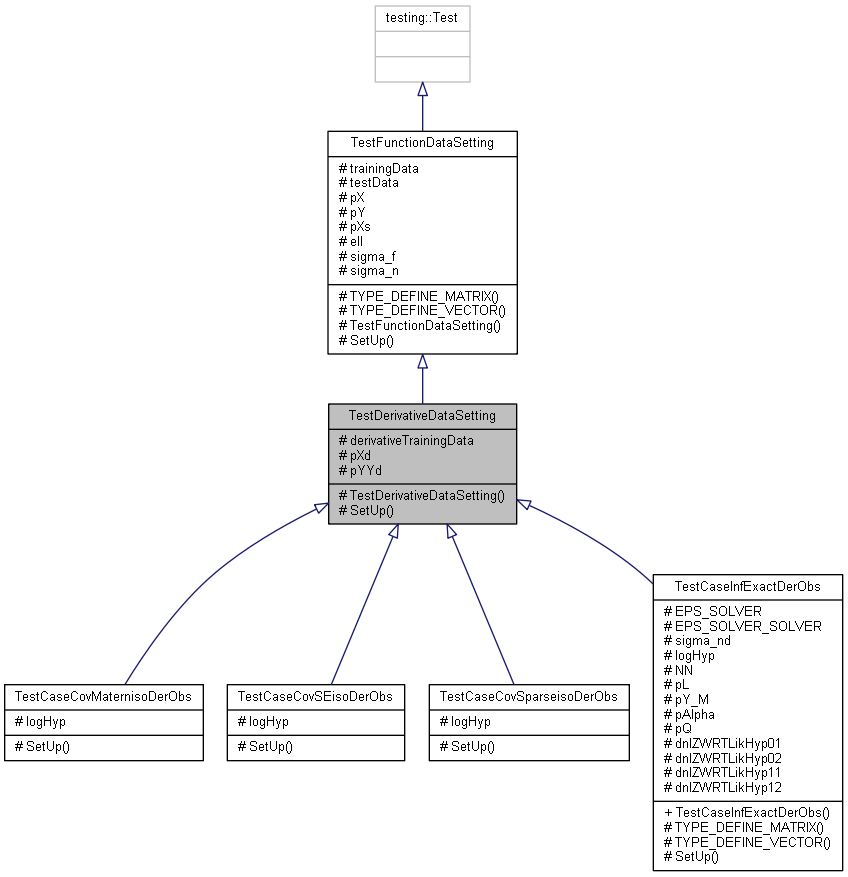 testing::Test
TestFunctionDataSetting
# trainingData
# testData
# pX
# pY
# pXs
# ell
# sigma_f
# sigma_n
# TYPE_DEFINE_MATRIX()
# TYPE_DEFINE_VECTOR()
# TestFunctionDataSetting()
# SetUp()
TestDerivativeDataSetting
# derivativeTrainingData
# pXd
# pYYd
# TestDerivativeDataSetting()
# SetUp()
TestCaseCovMaternisoDerObs
# logHyp
# SetUp()
TestCaseCovSEisoDerObs
# logHyp
# SetUp()
TestCaseCovSparseisoDerObs
# logHyp
# SetUp()
TestCaseInfExactDerObs
# EPS_SOLVER
# EPS_SOLVER_SOLVER
# sigma_nd
# logHyp
# NN
# pL
# pY_M
# pAlpha
# pQ
# dnlZWRTLikHyp01
# dnlZWRTLikHyp02
# dnlZWRTLikHyp11
# dnlZWRTLikHyp12
+ TestCaseInfExactDerObs()
# TYPE_DEFINE_MATRIX()
# TYPE_DEFINE_VECTOR()
# SetUp()